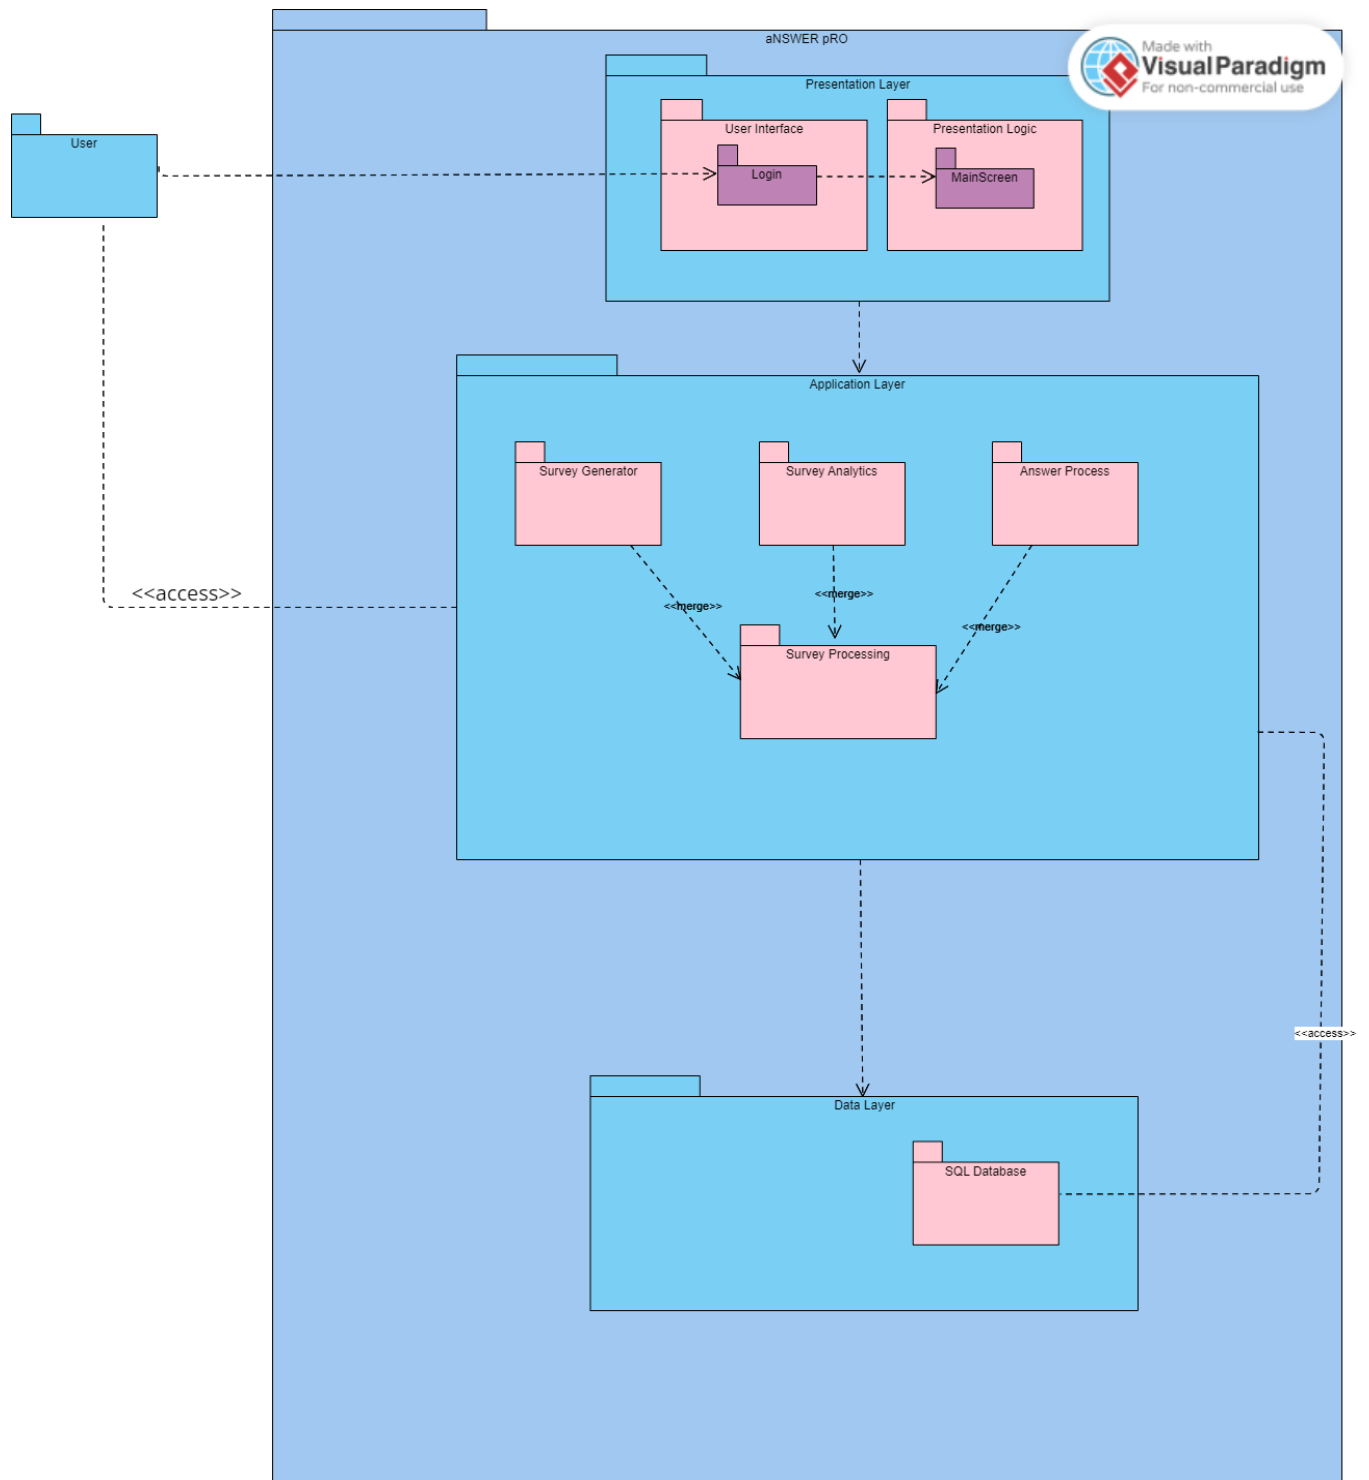 aNSWER pRO
Made with
Visual Paradigm
For non-commercial use
Presentation Layer
User
User Interface
Presentation Logic
Login
MainScreen
Application Layer
Survey Generator
Survey Analytics
Answer Process
<<access>>
<<merge>>
<<merge>>
<<merge>>
Survey Processing
<<access>>
Data Layer
SQL Database